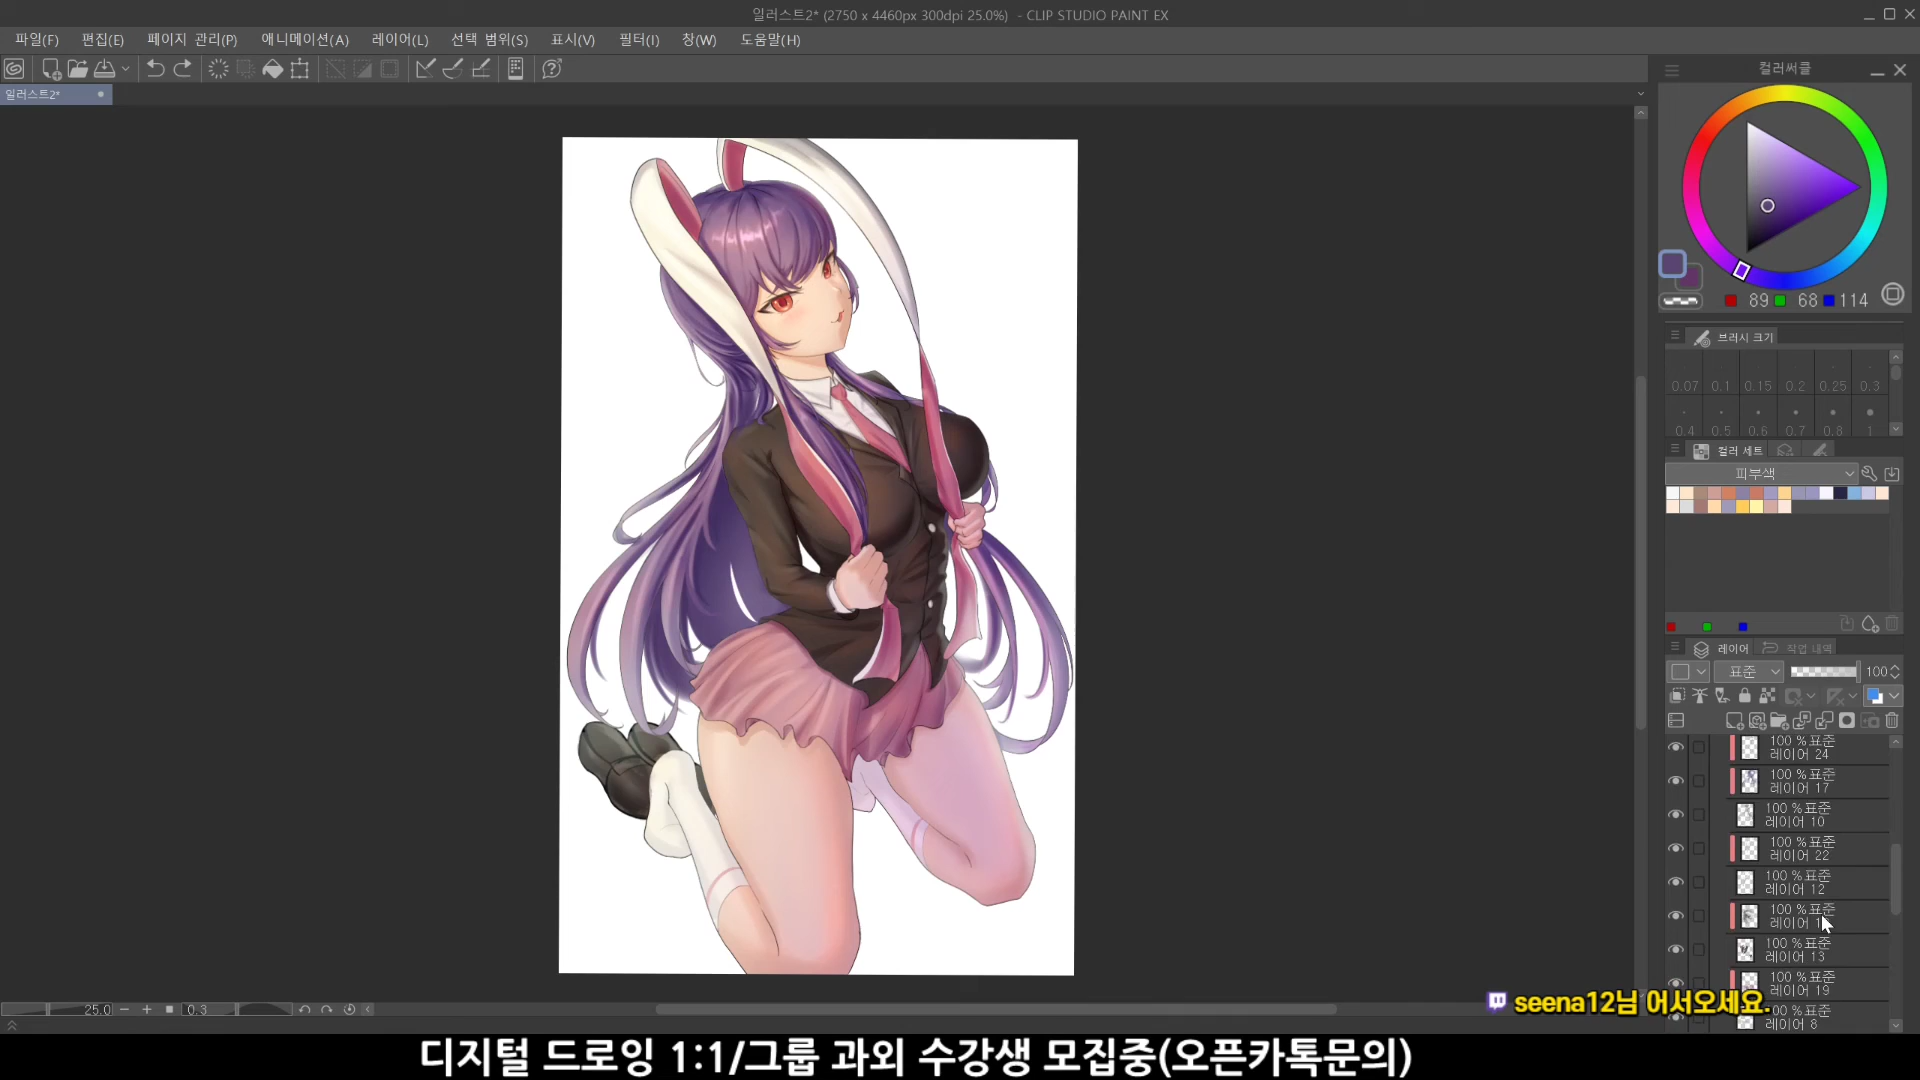 일러스트2* (2750 x 4460px 300dpi 25.0%)  - CLIP STUDIO PAINT EX
파일(F) 편집(E) 페이지 관리(P) 애니메이션(A) 레이어(L) 선택 범위(S) 표시(V) 필터(I) 창(W) 도움말(H)
일러스트2*
컬러써클
89 68 114
브러시 크기
0.07 0.1 0.15 0.2 0.25 0.3
0.4 0.5 0.6 0.7 0.8 1
컬러 세트
피부색
레이어 작업 내역
표준 100
100 %표준
레이어 24
100 %표준
레이어 17
100 %표준
레이어 10
100 %표준
레이어 22
100 %표준
레이어 12
100 %표준
레이어
100 %표준
레이어 13
100 %표준
레이어 19
%표준
레이어 8
25.0 0.3
seena12님 어서오세요.
디지털 드로잉 1:1/그룹 과외 수강생 모집중(오픈카톡문의)